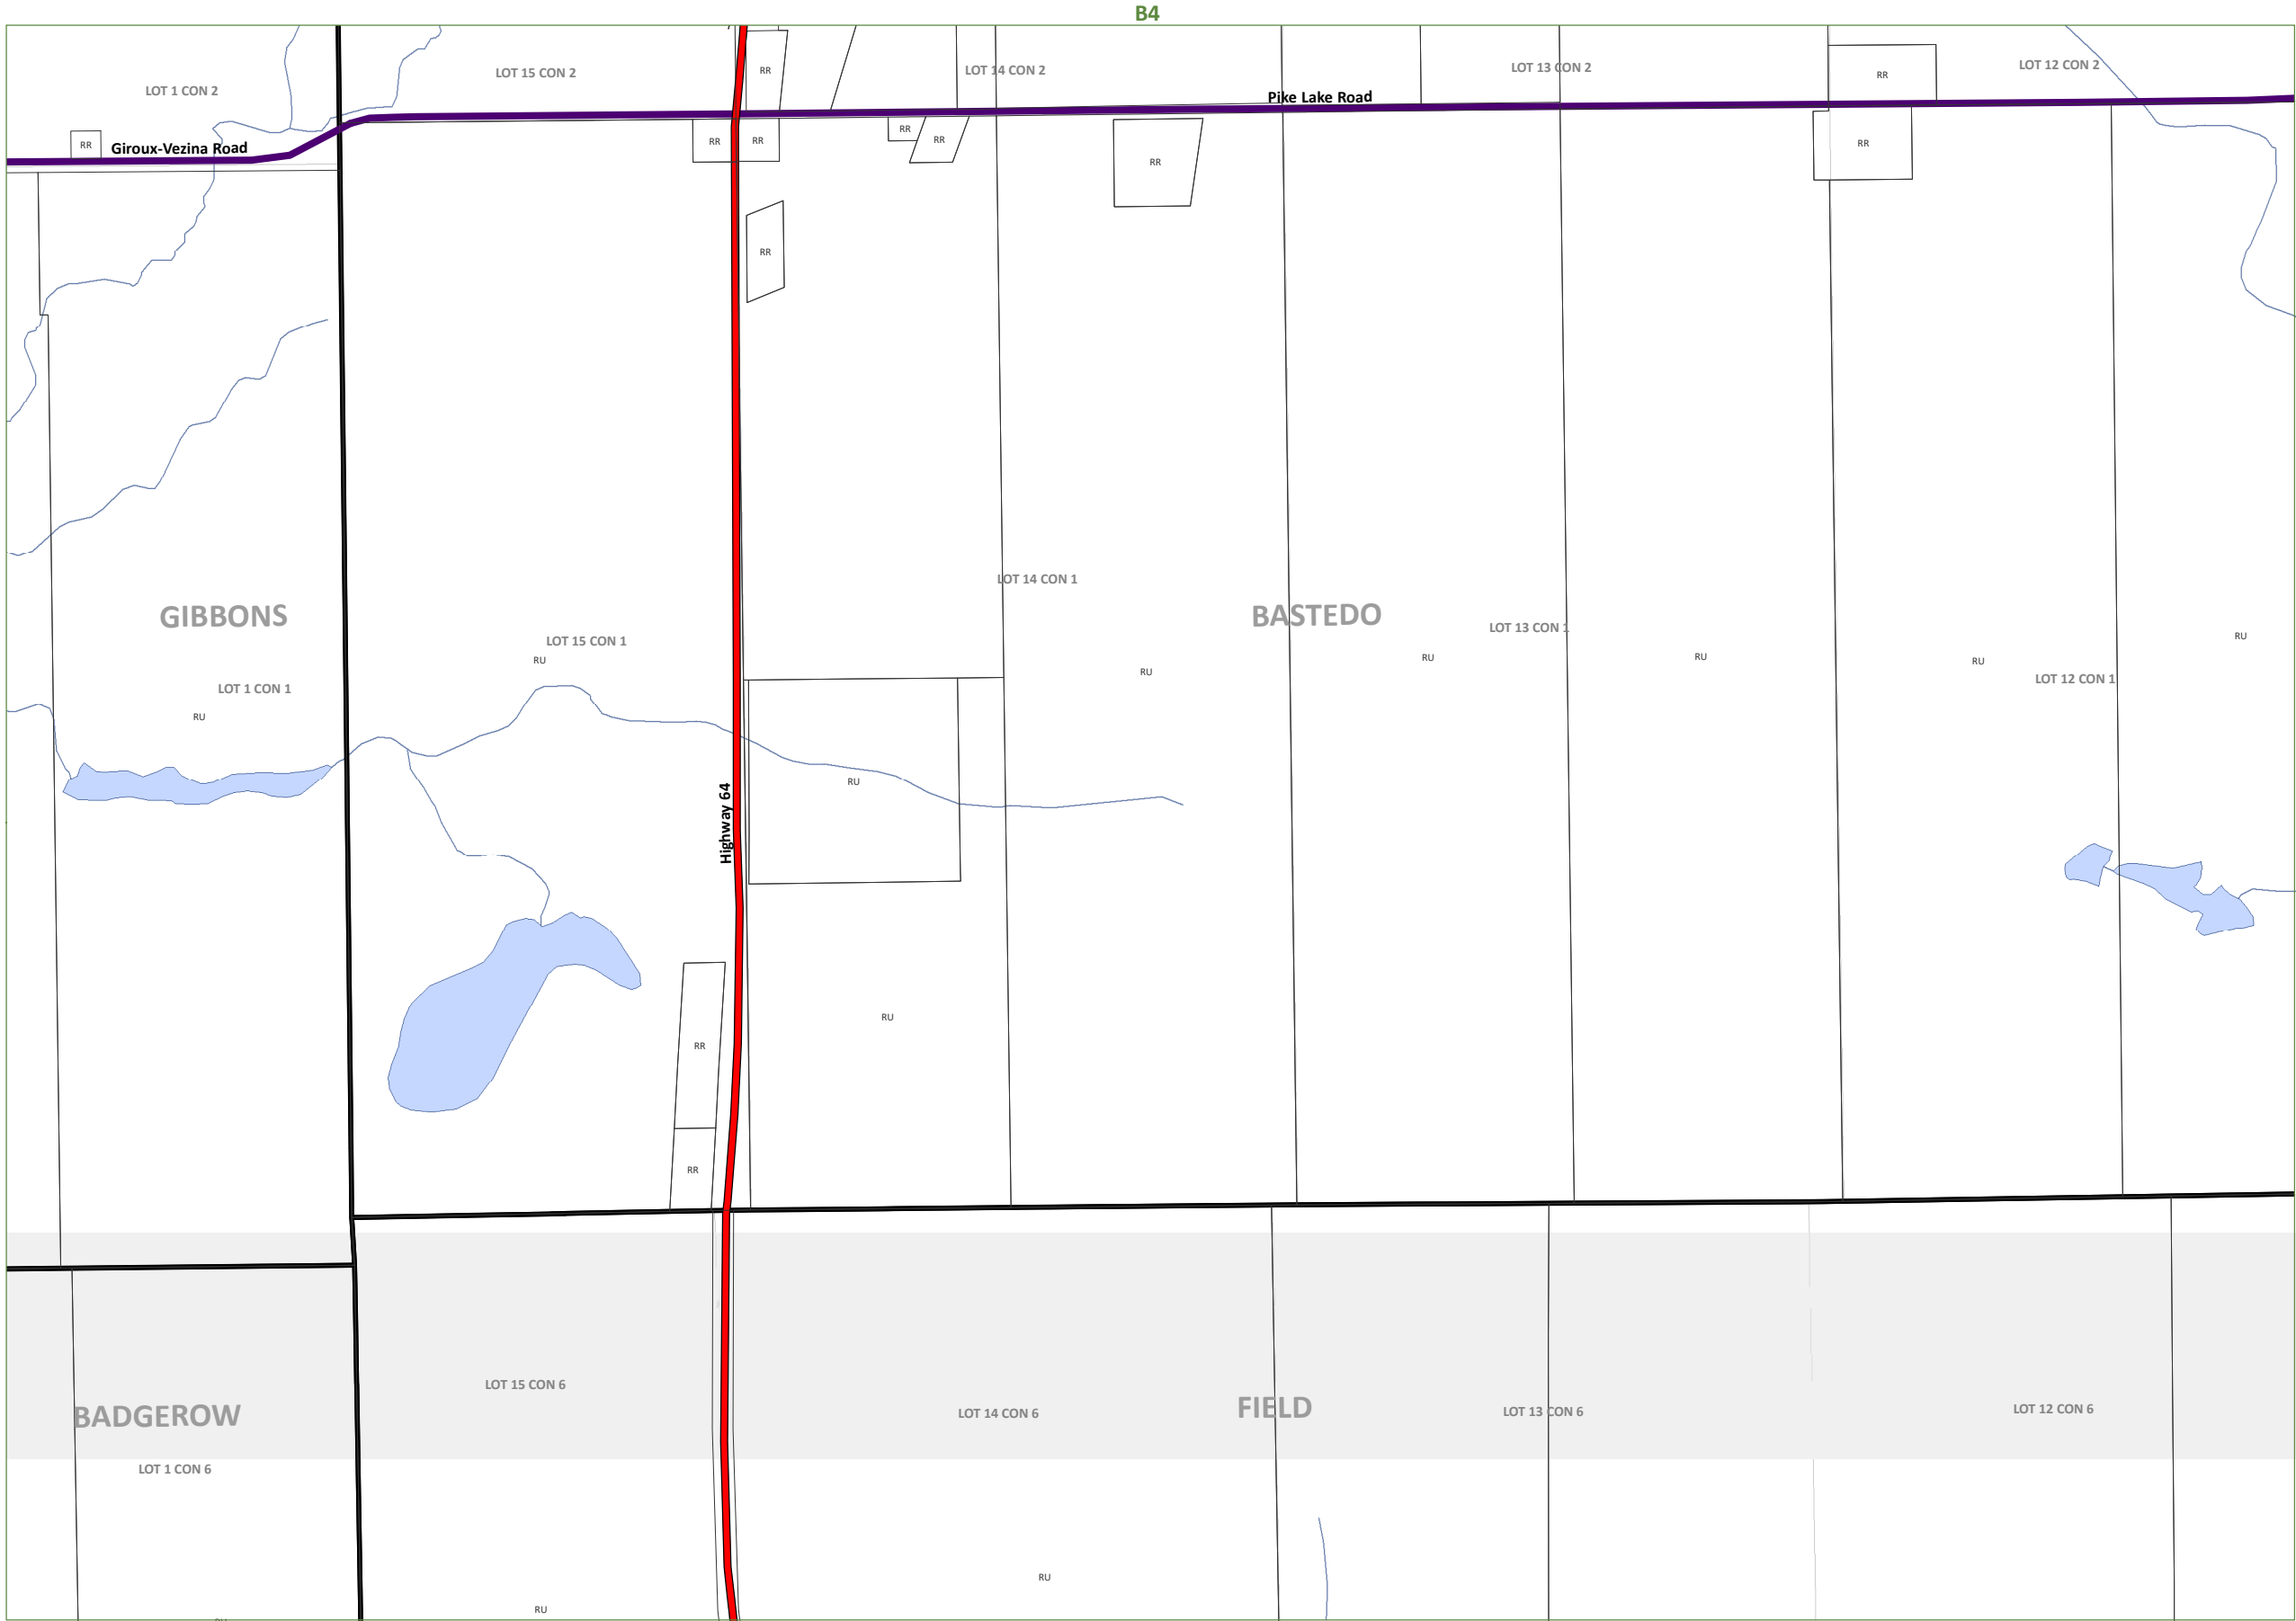 B4
LOT 12 CON 2
LOT 13 CON 2
LOT 14 CON 2
RR
LOT 15 CON 2
RR
LOT 1 CON 2
Pike Lake Road
RR
RR
RR
RR
RR
RR
Giroux-Vezina Road
RR
RR
RR
LOT 14 CON 1
GIBBONS
BASTEDO
LOT 13 CON 1
RU
LOT 15 CON 1
RU
RU
RU
RU
RU
LOT 12 CON 1
LOT 1 CON 1
RU
RU
Highway 64
RU
RR
RR
LOT 15 CON 6
FIELD
LOT 12 CON 6
LOT 13 CON 6
LOT 14 CON 6
BADGEROW
LOT 1 CON 6
RU
RU